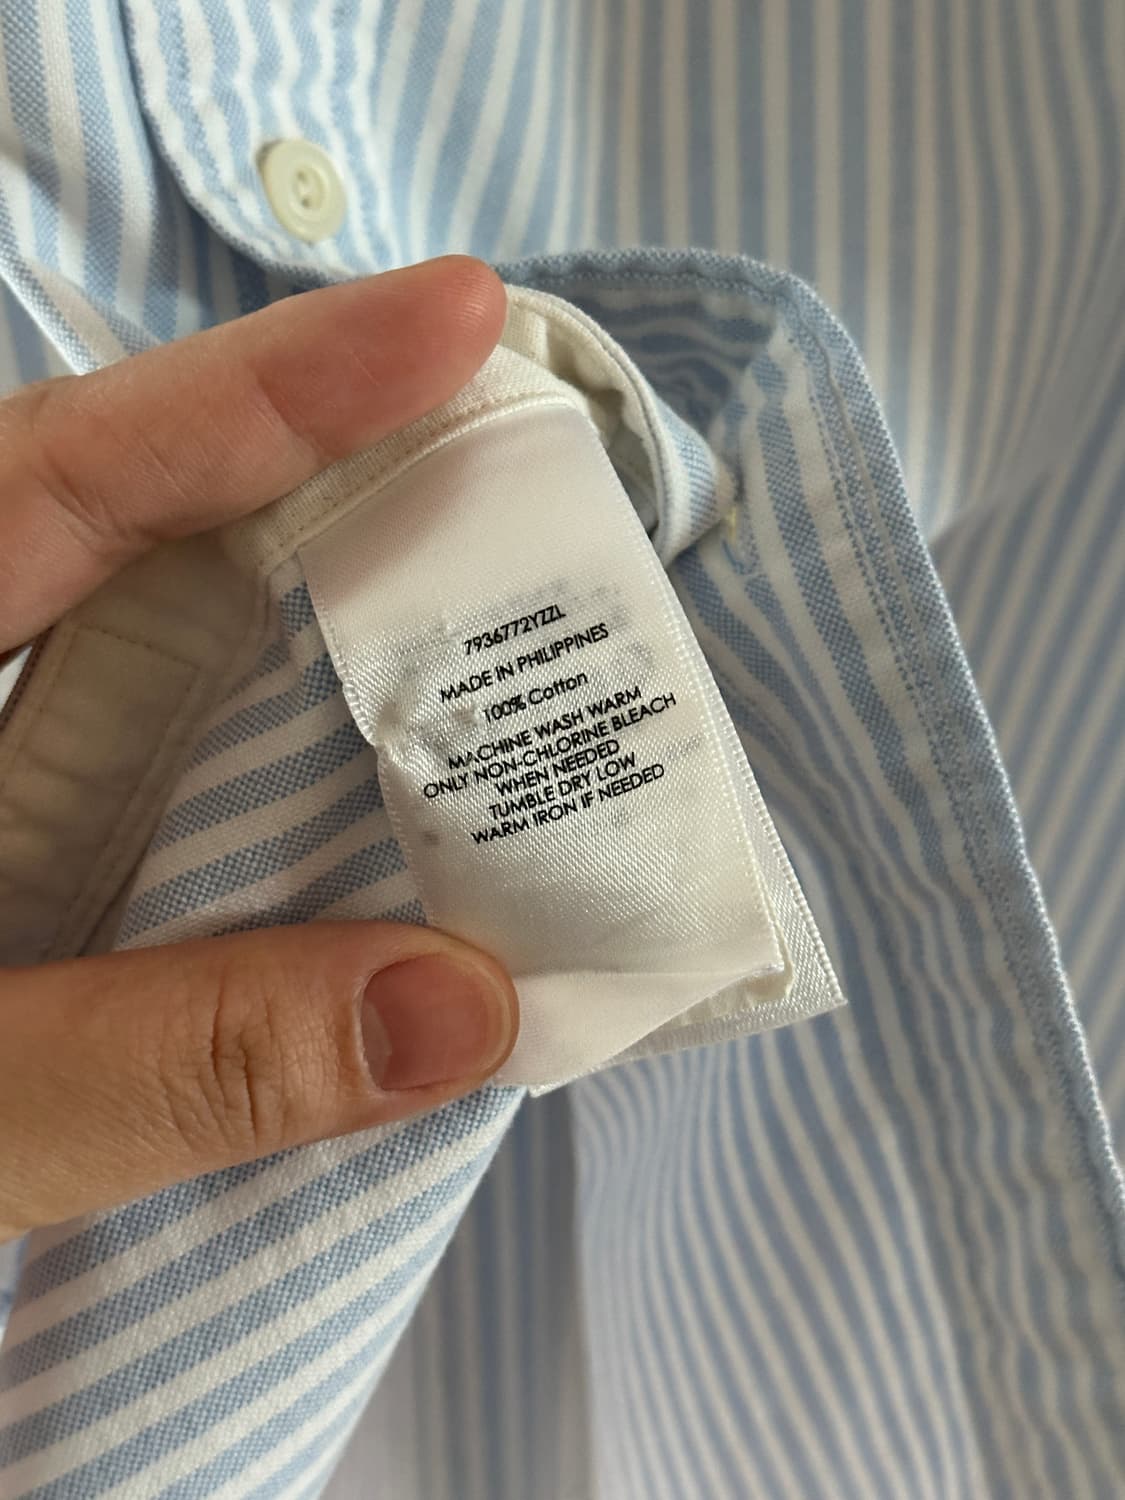 7936772YZZL
MADE IN PHILIPPINES
100% Cotton
MACHINE WASH WARM
ONLY NON-CHLORINE BLEACH
WHEN NEEDED
TUMBLE DRY LOW
WARM IRON IF NEEDED